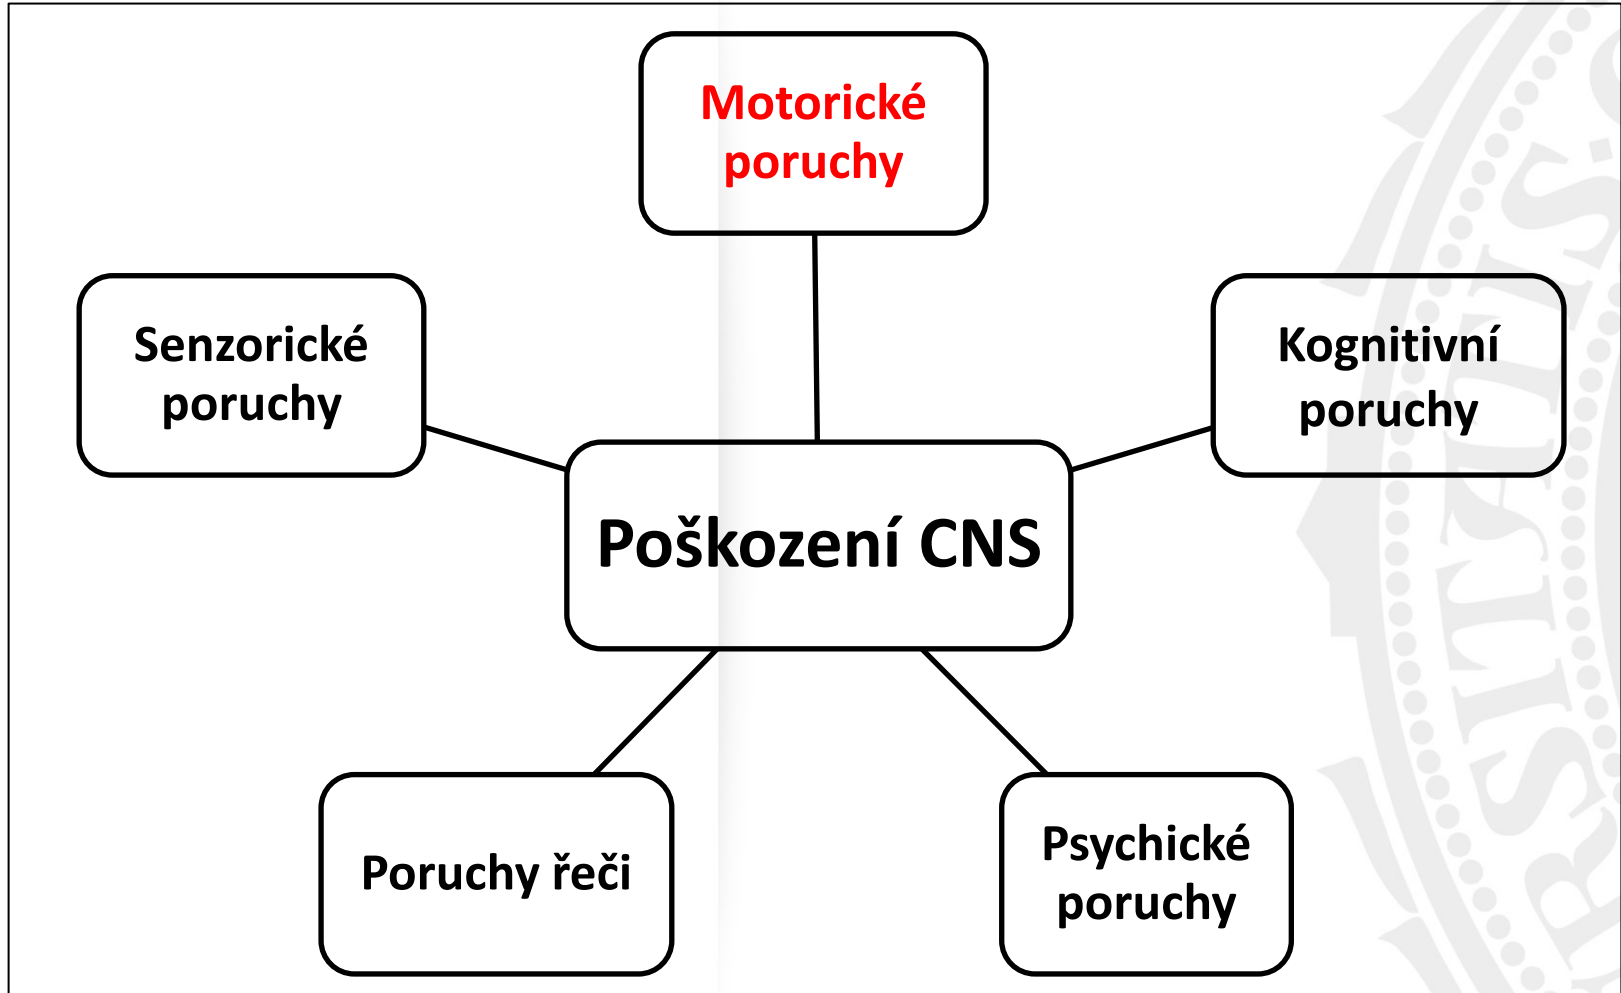 Motorické
poruchy
Senzorické
poruchy
Kognitivní
poruchy
Poškození CNS
Poruchy řeči
Psychické
poruchy